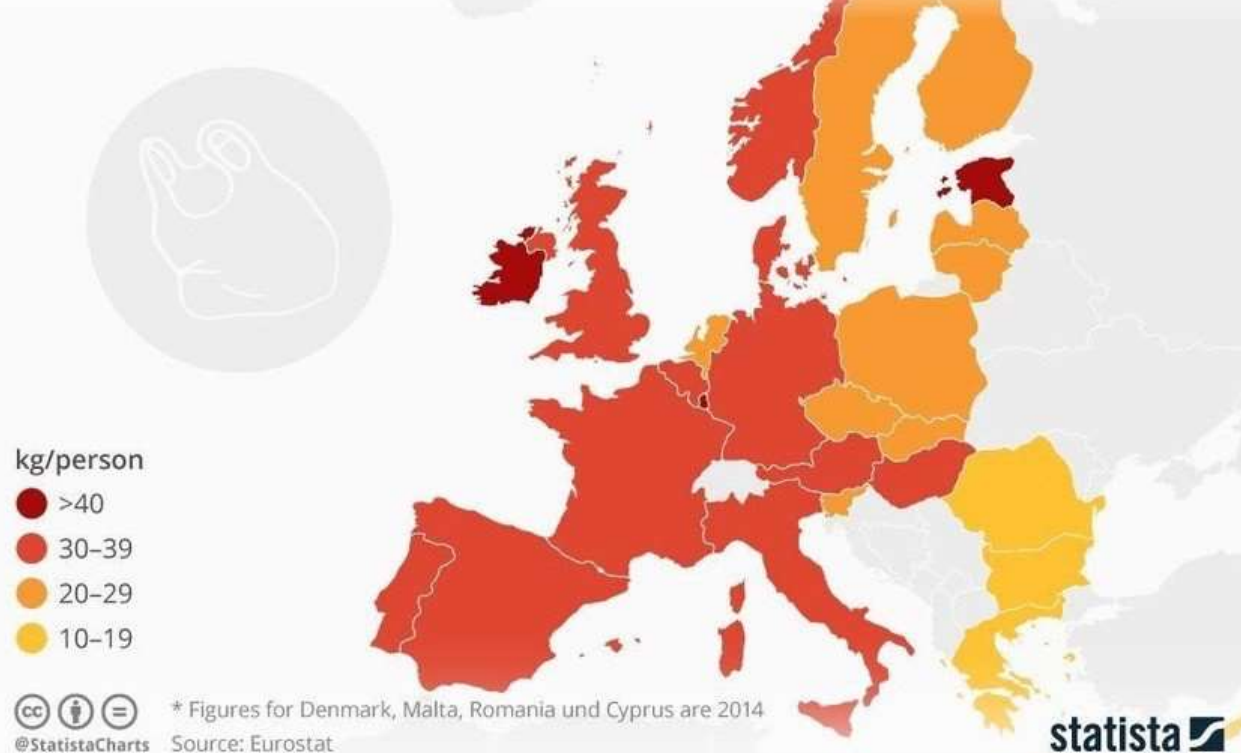 kg/person
>40
30–39
20–29
10–19
* Figures for Denmark, Malta, Romania und Cyprus are 2014
@StatistaCharts Source: Eurostat
statista